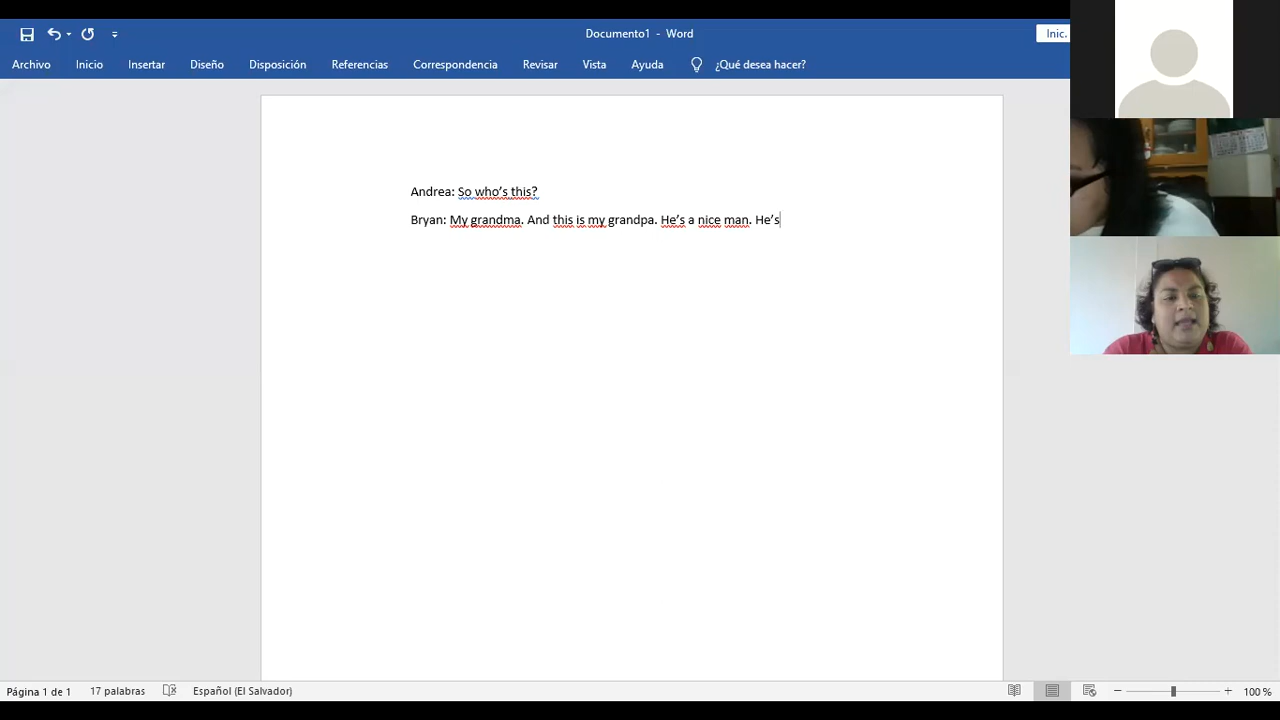 Documento1 - Word
Inic.
Archivo Inicio Insertar Diseño Disposición Referencias Correspondencia Revisar Vista Ayuda ¿Qué desea hacer?
Andrea: So who's this?
Bryan: My grandma. And this is my grandpa. He's a nice man. He's
Página 1 de 1 17 palabras Español (El Salvador) 100 %